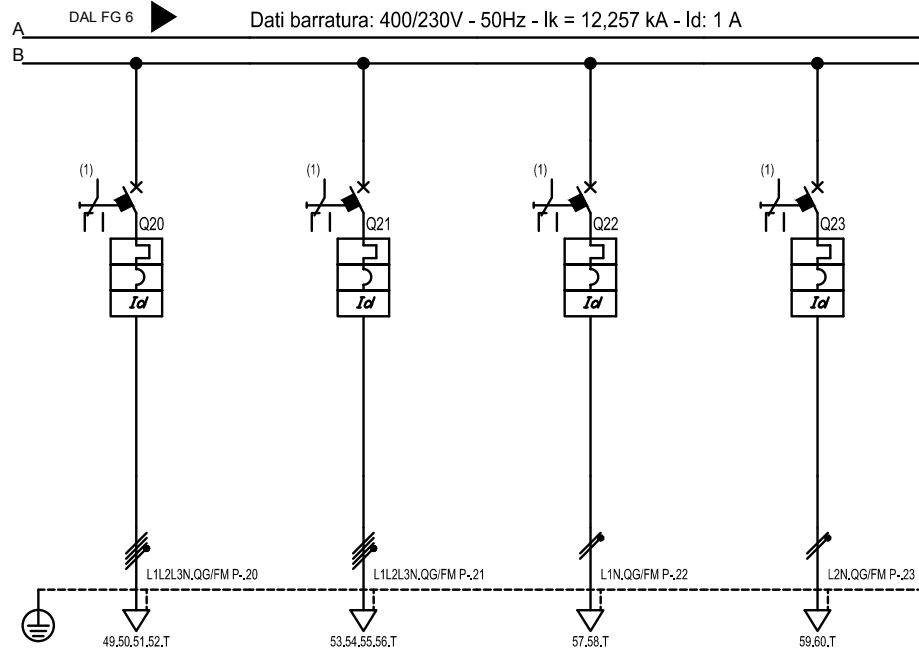 DAL FG 6
Dati barratura: 400/230V - 50Hz - Ik = 12,257 kA - Id: 1 A
A
B
(1)
(1)
(1)
(1)
Q20
Q21
Q22
Q23
Id
Id
Id
Id
L1L2L3N.QG/FM P-.20
L1L2L3N.QG/FM P-.21
L1N.QG/FM P-.22
L2N.QG/FM P-.23
49.50.51.52.T
53.54.55.56.T
57.58.T
59.60.T